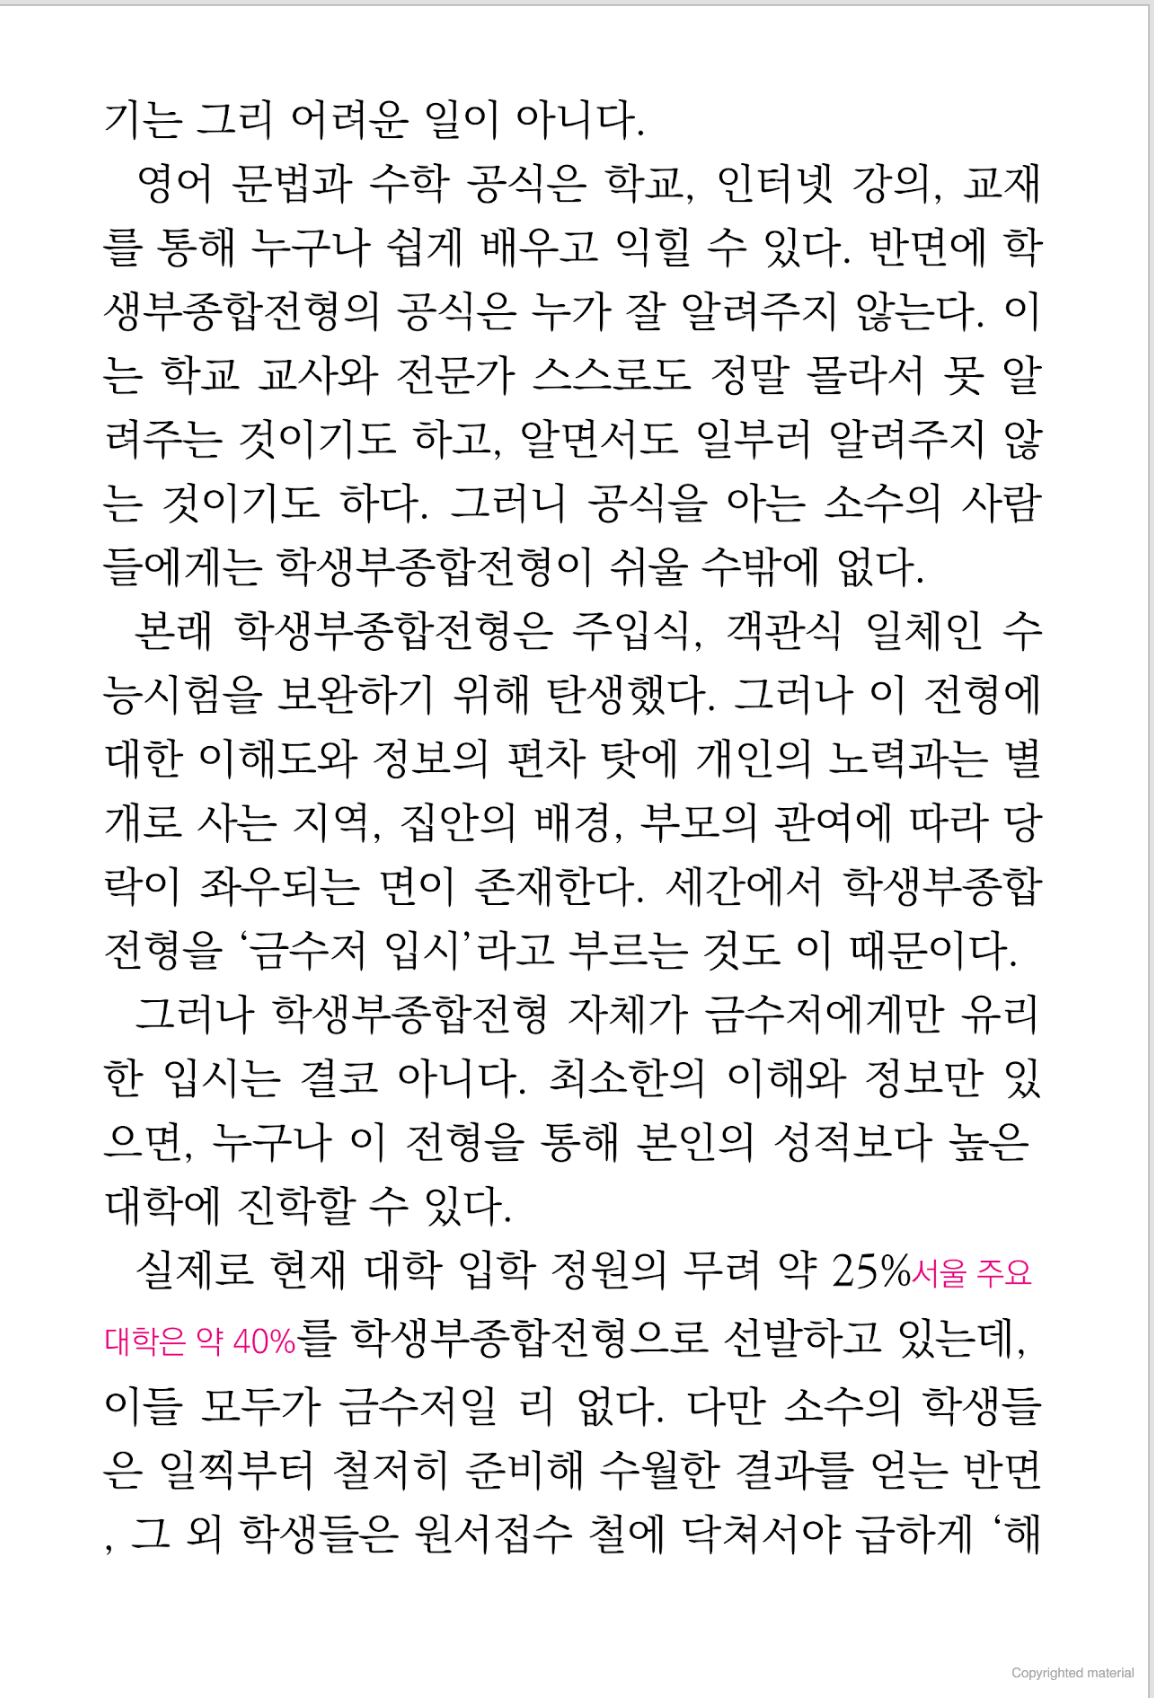 기는 그리 어려운 일이 아니다.
영어 문법과 수학 공식은 학교, 인터넷 강의, 교재
를 통해 누구나 쉽게 배우고 익힐 수 있다. 반면에 학
생부종합전형의 공식은 누가 잘 알려주지 않는다. 이
는 학교 교사와 전문가 스스로도 정말 몰라서 못 알
려주는 것이기도 하고, 알면서도 일부러 알려주지 않
는 것이기도 하다. 그러니 공식을 아는 소수의 사람
들에게는 학생부종합전형이 쉬울 수밖에 없다.
본래 학생부종합전형은 주입식, 객관식 일체인 수
능시험을 보완하기 위해 탄생했다. 그러나 이 전형에
대한 이해도와 정보의 편차 탓에 개인의 노력과는 별
개로 사는 지역, 집안의 배경, 부모의 관여에 따라 당
락이 좌우되는 면이 존재한다. 세간에서 학생부종합
전형을 ‘금수저 입시’라고 부르는 것도 이 때문이다.
그러나 학생부종합전형 자체가 금수저에게만 유리
한 입시는 결코 아니다. 최소한의 이해와 정보만 있
으면, 누구나 이 전형을 통해 본인의 성적보다 높은
대학에 진학할 수 있다.
실제로 현재 대학 입학 정원의 무려 약 25%서울 주요
대학은 약 40%를 학생부종합전형으로 선발하고 있는데,
이들 모두가 금수저일 리 없다. 다만 소수의 학생들
은 일찍부터 철저히 준비해 수월한 결과를 얻는 반면
, 그 외 학생들은 원서접수 철에 닥쳐서야 급하게 ‘해
Copyrighted material